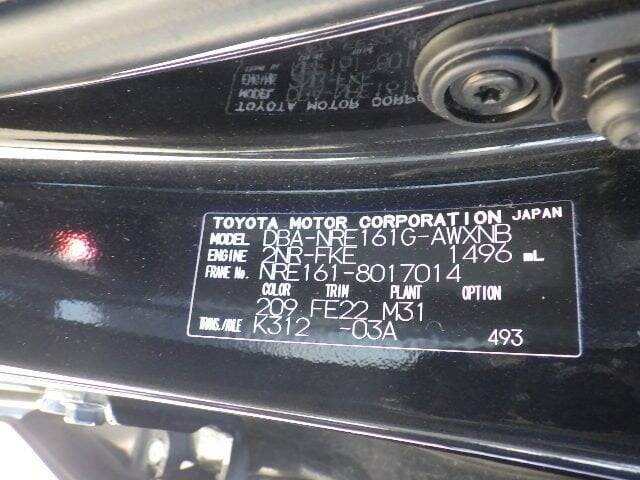 TOYOTA MOTOR CORPORATION JAPAN
MODEL DBA-NRE161G-AWXNB
ENGINE 2NR-FKE 1496 mL
FRAME No. NRE161-8017014
COLOR TRIM PLANT OPTION
209 FE22 M31
TRANS./AXLE K312 -03A
493